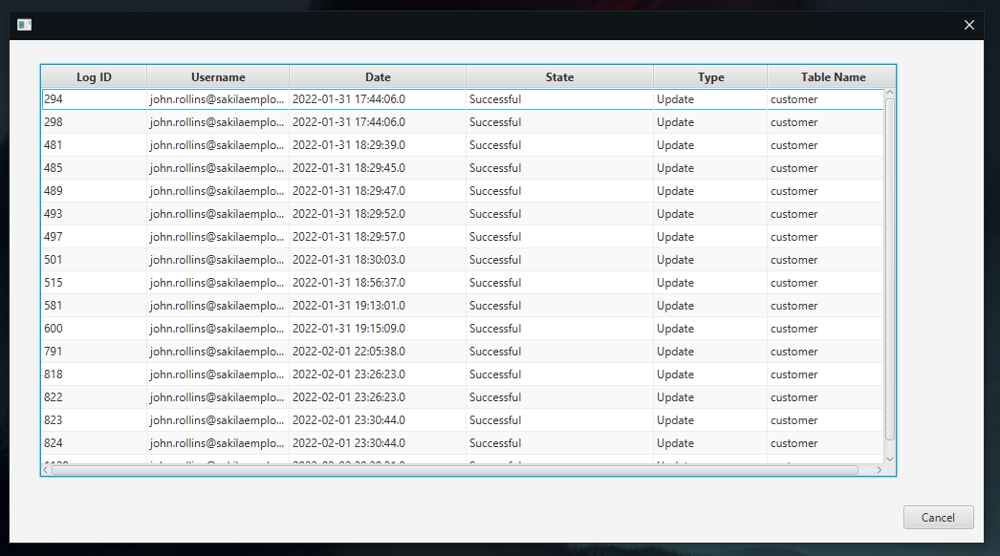 Log ID Username Date State Type Table Name
294 john.rollins@sakilaemplo... 2022-01-31 17:44:06.0 Successful Update customer
298 john.rollins@sakilaemplo... 2022-01-31 17:44:06.0 Successful Update customer
481 john.rollins@sakilaemplo... 2022-01-31 18:29:39.0 Successful Update customer
485 john.rollins@sakilaemplo... 2022-01-31 18:29:45.0 Successful Update customer
489 john.rollins@sakilaemplo... 2022-01-31 18:29:47.0 Successful Update customer
493 john.rollins@sakilaemplo... 2022-01-31 18:29:52.0 Successful Update customer
497 john.rollins@sakilaemplo... 2022-01-31 18:29:57.0 Successful Update customer
501 john.rollins@sakilaemplo... 2022-01-31 18:30:03.0 Successful Update customer
515 john.rollins@sakilaemplo... 2022-01-31 18:56:37.0 Successful Update customer
581 john.rollins@sakilaemplo... 2022-01-31 19:13:01.0 Successful Update customer
600 john.rollins@sakilaemplo... 2022-01-31 19:15:09.0 Successful Update customer
791 john.rollins@sakilaemplo... 2022-02-01 22:05:38.0 Successful Update customer
818 john.rollins@sakilaemplo... 2022-02-01 23:26:23.0 Successful Update customer
822 john.rollins@sakilaemplo... 2022-02-01 23:26:23.0 Successful Update customer
823 john.rollins@sakilaemplo... 2022-02-01 23:30:44.0 Successful Update customer
824 john.rollins@sakilaemplo... 2022-02-01 23:30:44.0 Successful Update customer
Cancel